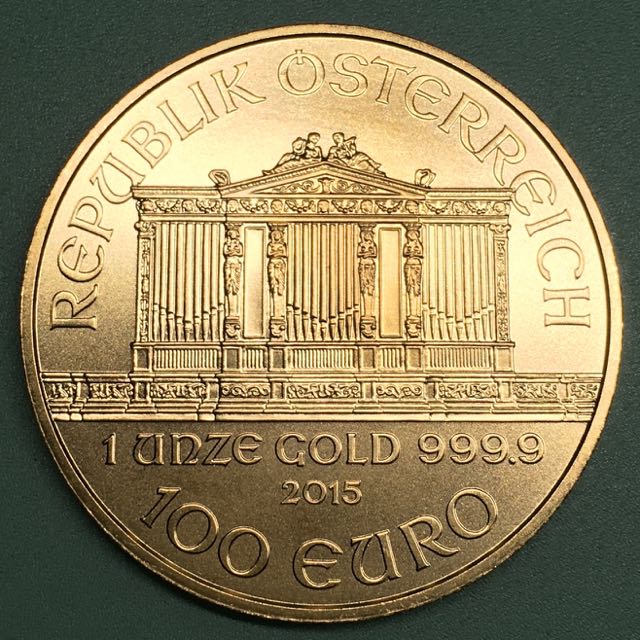 REPUBLIK ÖSTERREICH
1 UNZE GOLD 999.9
2015
100 EURO